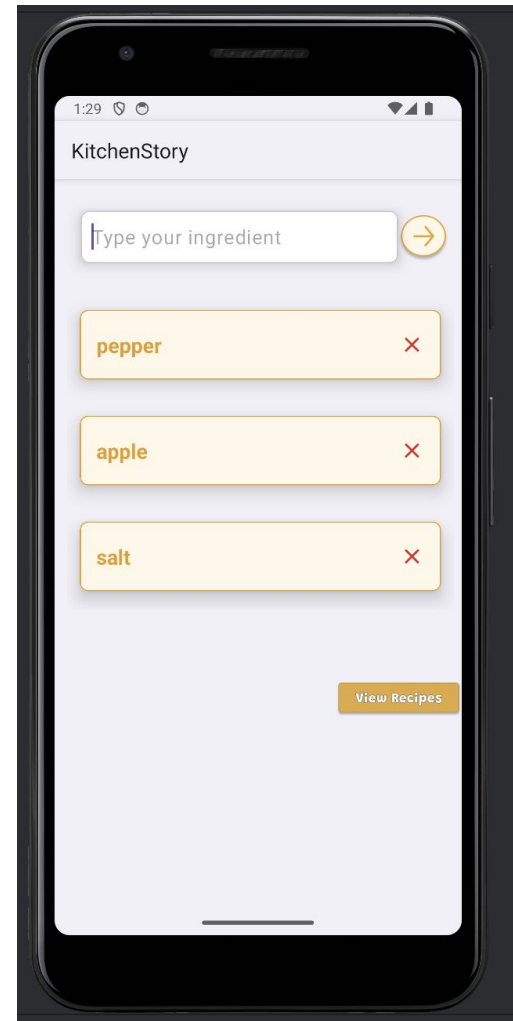 1:29
KitchenStory
Type your ingredient
pepper
apple
salt
View Recipes